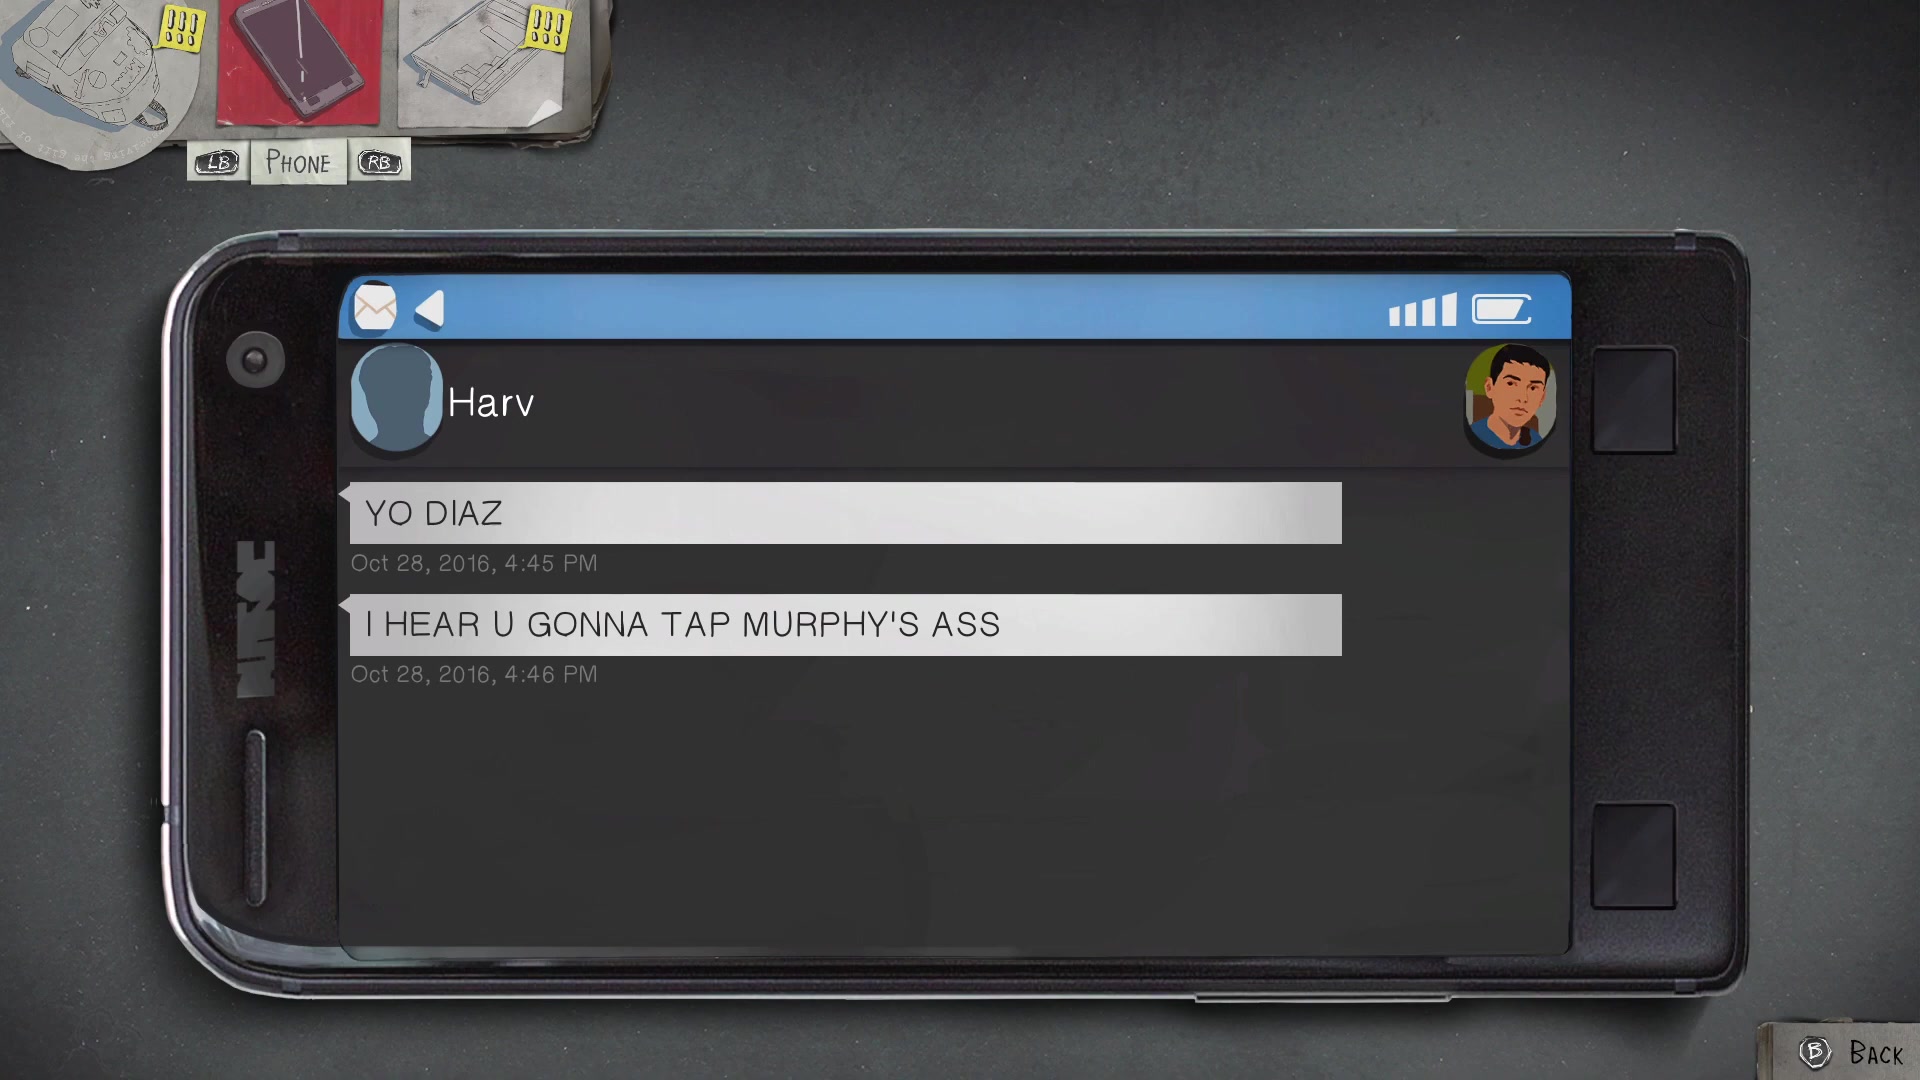 LB PHONE RB
Harv
YO DIAZ
Oct 28, 2016, 4:45 PM
I HEAR U GONNA TAP MURPHY'S ASS
Oct 28, 2016, 4:46 PM
B BACK